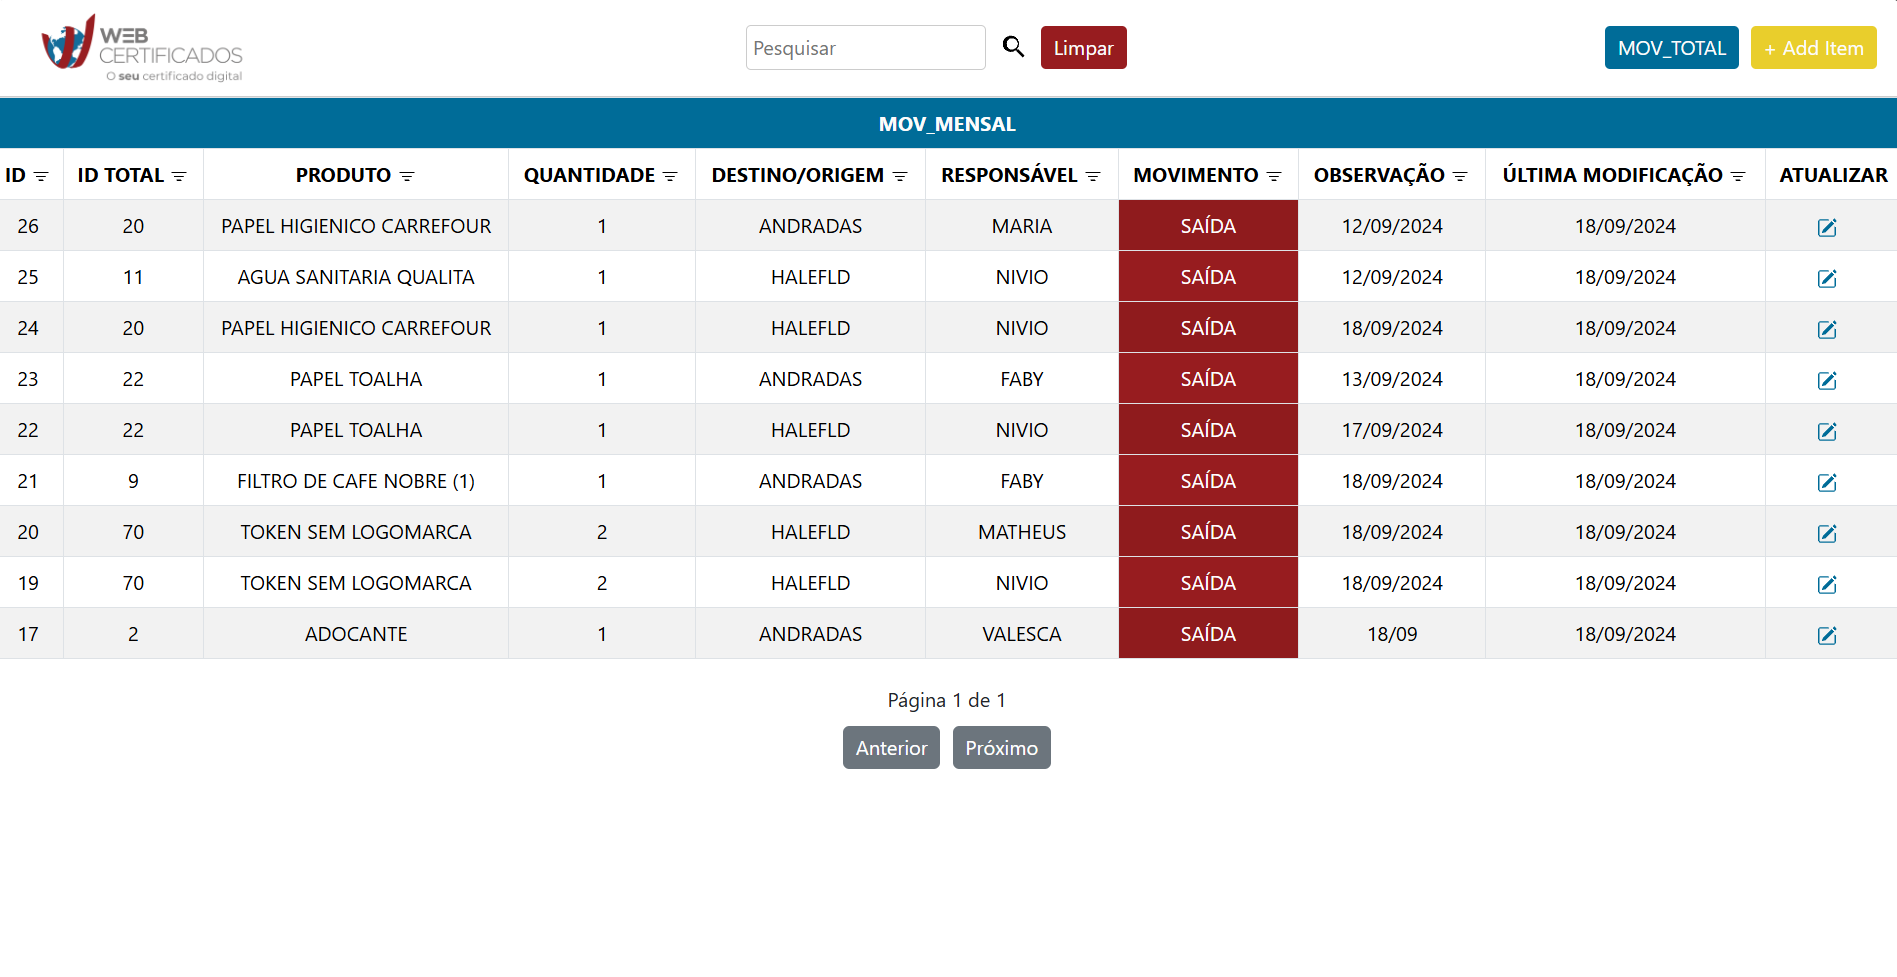 WEB
CERTIFICADOS
O seu certificado digital
Pesquisar Limpar MOV_TOTAL + Add Item
MOV_MENSAL
ID ID TOTAL PRODUTO QUANTIDADE DESTINO/ORIGEM RESPONSÁVEL MOVIMENTO OBSERVAÇÃO ÚLTIMA MODIFICAÇÃO ATUALIZAR
26 20 PAPEL HIGIENICO CARREFOUR 1 ANDRADAS MARIA SAÍDA 12/09/2024 18/09/2024
25 11 AGUA SANITARIA QUALITA 1 HALEFLD NIVIO SAÍDA 12/09/2024 18/09/2024
24 20 PAPEL HIGIENICO CARREFOUR 1 HALEFLD NIVIO SAÍDA 18/09/2024 18/09/2024
23 22 PAPEL TOALHA 1 ANDRADAS FABY SAÍDA 13/09/2024 18/09/2024
22 22 PAPEL TOALHA 1 HALEFLD NIVIO SAÍDA 17/09/2024 18/09/2024
21 9 FILTRO DE CAFE NOBRE (1) 1 ANDRADAS FABY SAÍDA 18/09/2024 18/09/2024
20 70 TOKEN SEM LOGOMARCA 2 HALEFLD MATHEUS SAÍDA 18/09/2024 18/09/2024
19 70 TOKEN SEM LOGOMARCA 2 HALEFLD NIVIO SAÍDA 18/09/2024 18/09/2024
17 2 ADOCANTE 1 ANDRADAS VALESCA SAÍDA 18/09 18/09/2024
Página 1 de 1
Anterior Próximo